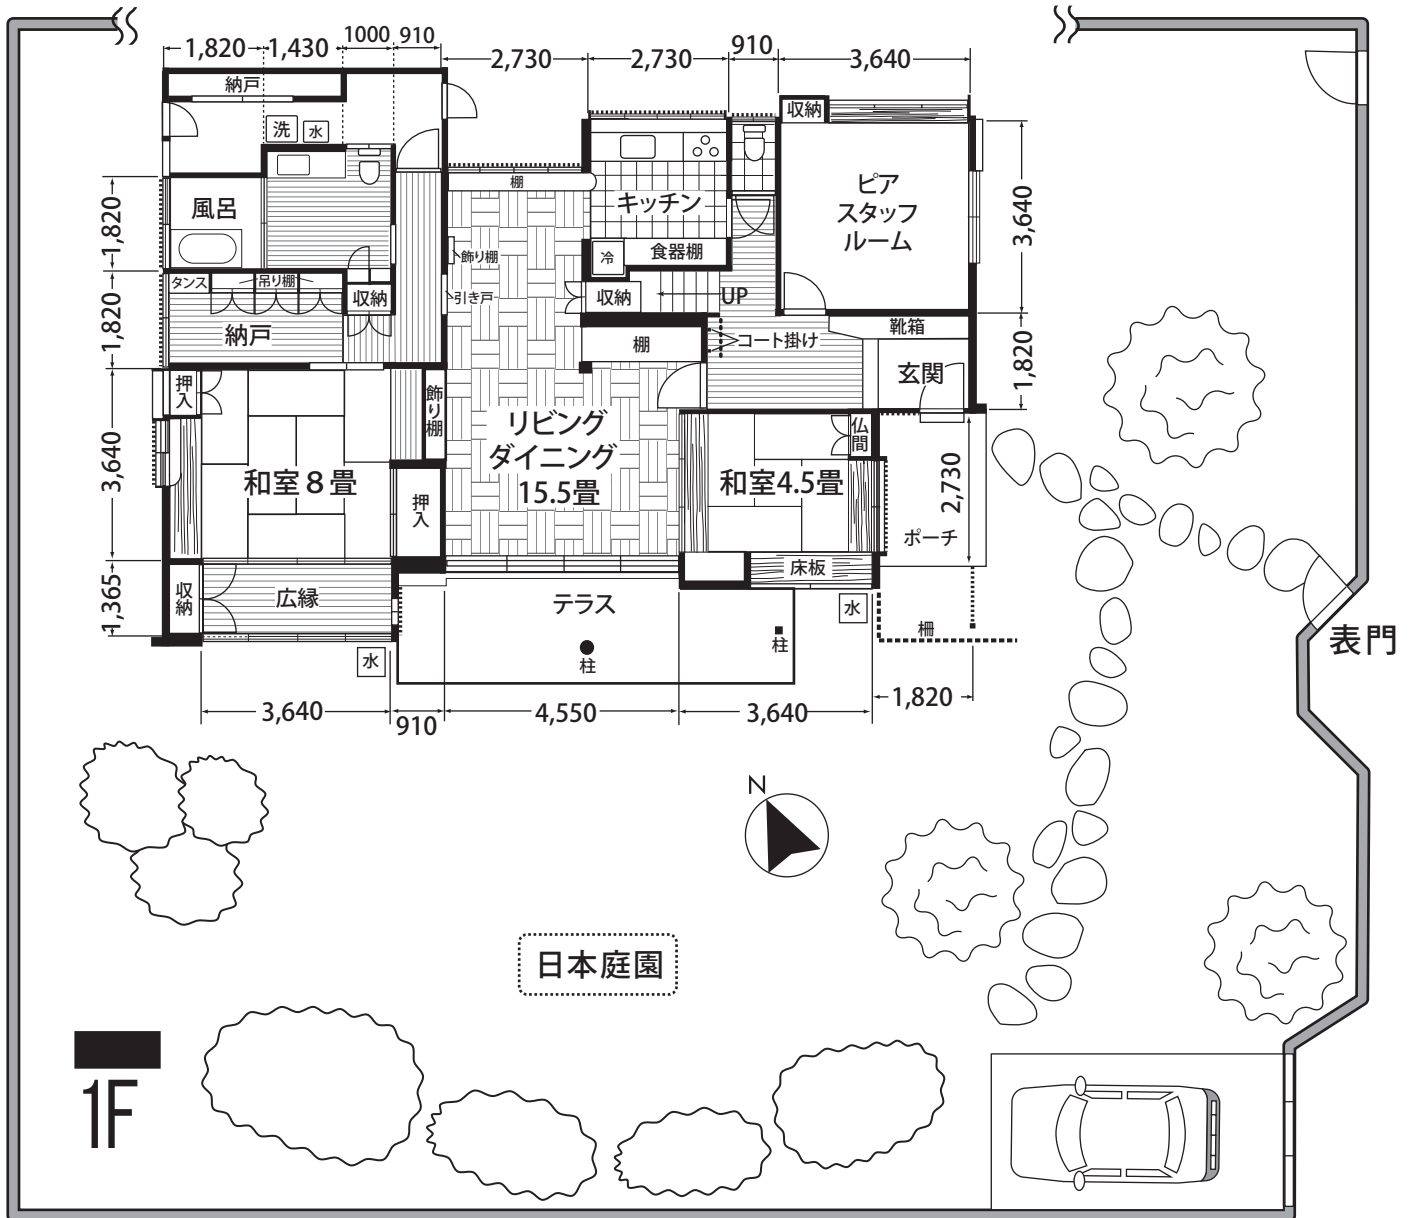 1,820
1,430
1000
910
2,730
2,730
910
3,640
納戸
洗
水
収納
棚
キッチン
ピア
スタッフ
ルーム
風呂
1,820
3,640
飾り棚
冷
食器棚
タンス
吊り棚
収納
引き戸
収納
UP
納戸
1,820
棚
コート掛け
靴箱
玄関
1,820
押入
飾り棚
リビング
ダイニング
15.5畳
仏間
3,640
和室8畳
押入
和室4.5畳
2,730
ポーチ
床板
収納
広縁
1,365
テラス
水
柵
柱
柱
水
表門
3,640
910
4,550
3,640
1,820
N
日本庭園
1F